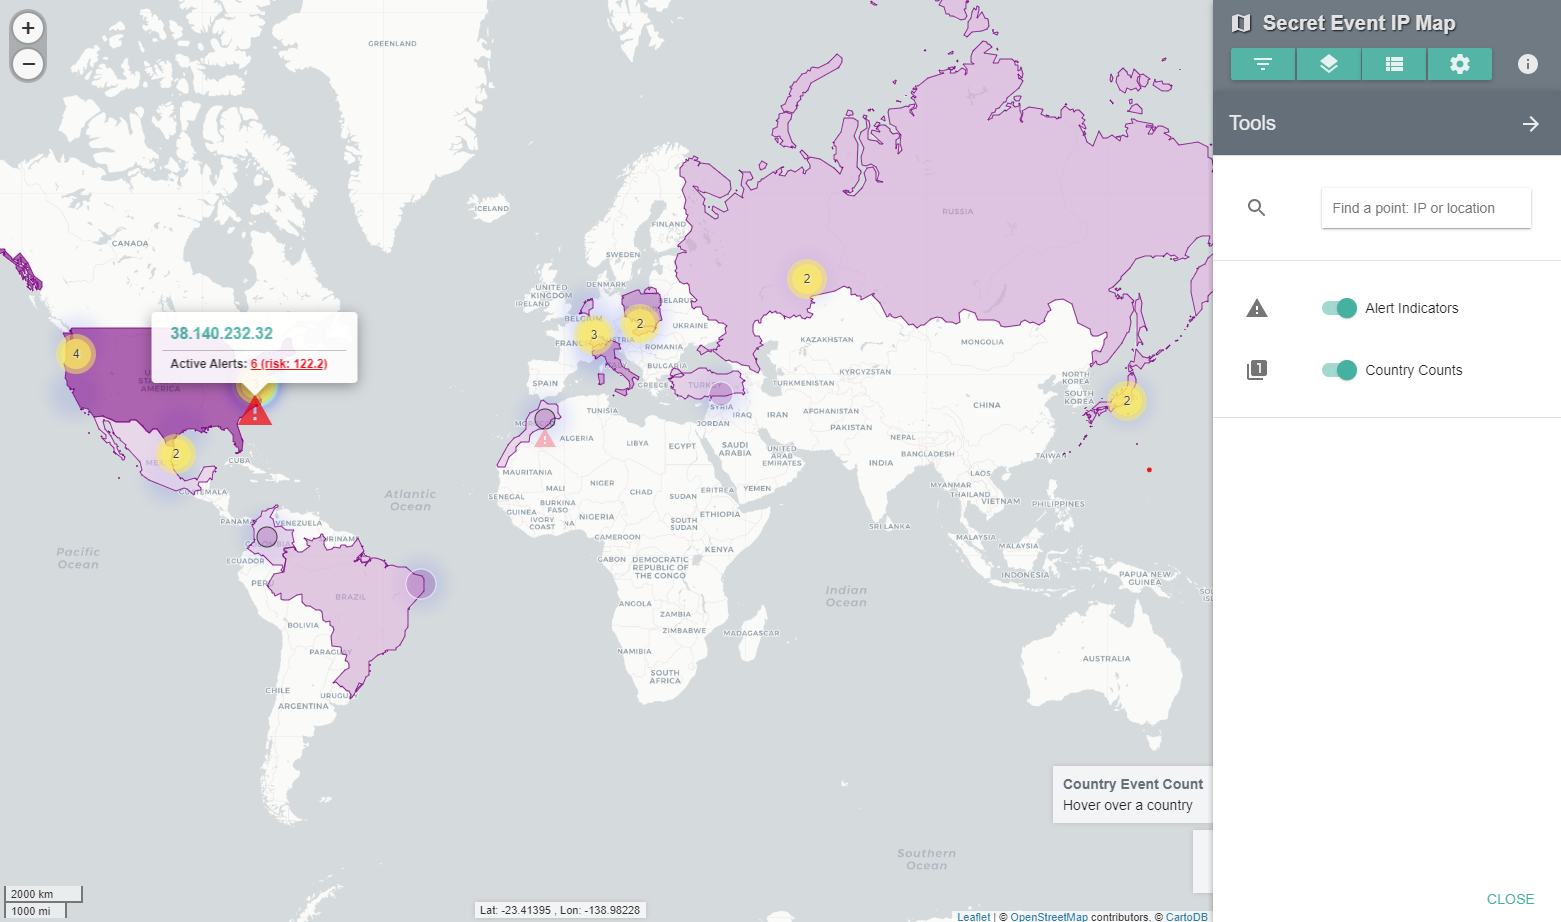 +
−
Secret Event IP Map
Tools
Find a point: IP or location
Alert Indicators
Country Counts
CLOSE
38.140.232.32
Active Alerts: 6 (risk: 122.2)
GREENLAND
ICELAND
CANADA
RUSSIA
FINLAND
SWEDEN
DENMARK
UNITED
KINGDOM
IRELAND
BELARUS
BELGIUM
UKRAINE
FRANCE
ROMANIA
BULGARIA
SPAIN
GREECE
TURKEY
SYRIA
IRAQ
IRAN
JORDAN
TUNISIA
MOROCCO
ALGERIA
LIBYA
EGYPT
SAUDI
ARABIA
UNITED
ARAB
EMIRATES
KAZAKHSTAN
MONGOLIA
KYRGYZSTAN
TURKMENISTAN
AFGHANISTAN
PAKISTAN
CHINA
NORTH
KOREA
SOUTH
KOREA
NEPAL
BANGLADESH
INDIA
TAIWAN
LAOS
MYANMAR
THAILAND
VIETNAM
PHILIPPINES
SRI LANKA
MALAYSIA
MALAYSIA
INDONESIA
PAPUA NEW
GUINEA
AUSTRALIA
MAURITANIA
MALI
NIGER
CHAD
SUDAN
ERITREA
YEMEN
SENEGAL
BURKINA
FASO
GUINEA
IVORY
COAST
NIGERIA
SOUTH
SUDAN
ETHIOPIA
CAMEROON
KENYA
GABON
DEMOCRATIC
REPUBLIC OF
THE CONGO
ANGOLA
ZAMBIA
ZIMBABWE
MADAGASCAR
NAMIBIA
SOUTH
AFRICA
AMERICA
CUBA
GUATEMALA
PANAMA
VENEZUELA
ECUADOR
PERU
BRAZIL
BOLIVIA
PARAGUAY
CHILE
URUGUAY
ARGENTINA
Atlantic
Ocean
Pacific
Ocean
Indian
Ocean
Southern
Ocean
4
2
3
2
2
2
Country Event Count
Hover over a country
2000 km
1000 mi
Lat: -23.41395 , Lon: -138.98228
Leaflet | © OpenStreetMap contributors, © CartoDB